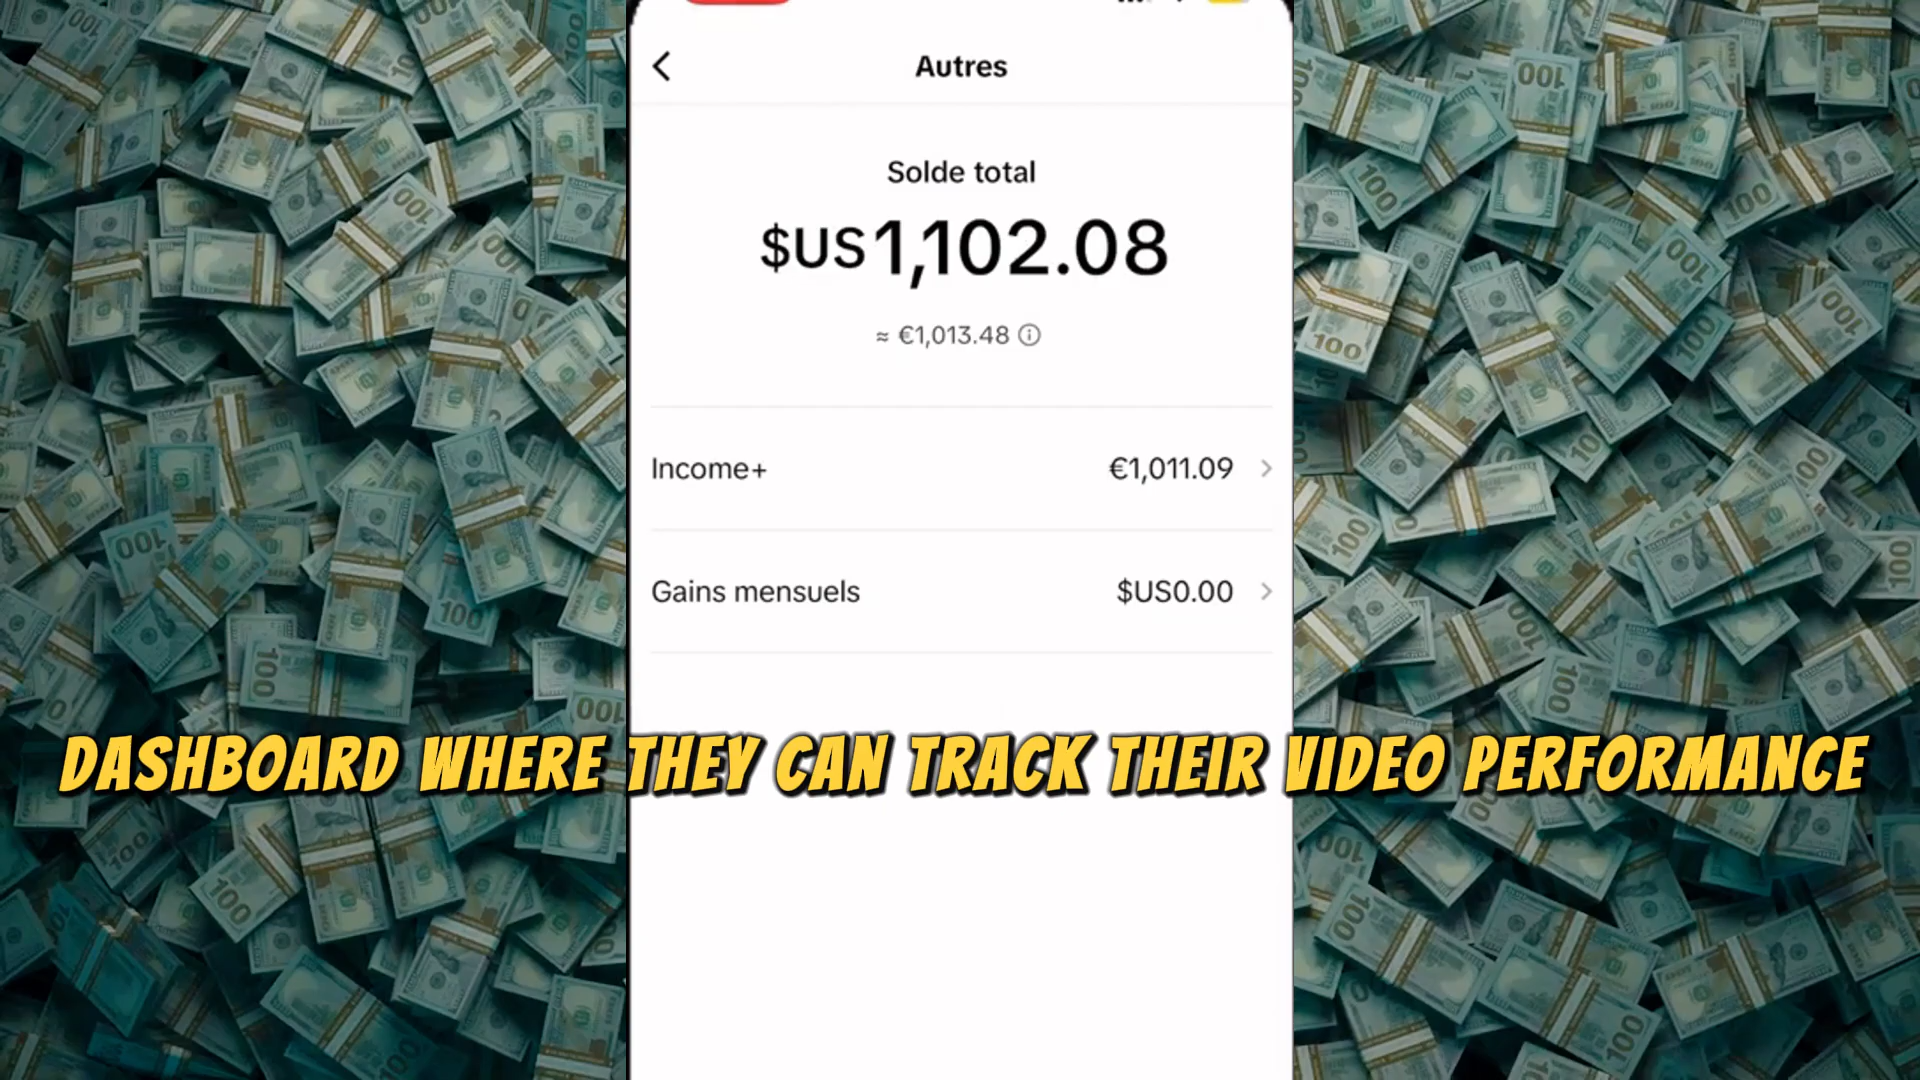 Autres
Solde total
$US1,102.08
≈ €1,013.48
Income+ €1,011.09
Gains mensuels $US0.00
DASHBOARD WHERE THEY CAN TRACK THEIR VIDEO PERFORMANCE
100